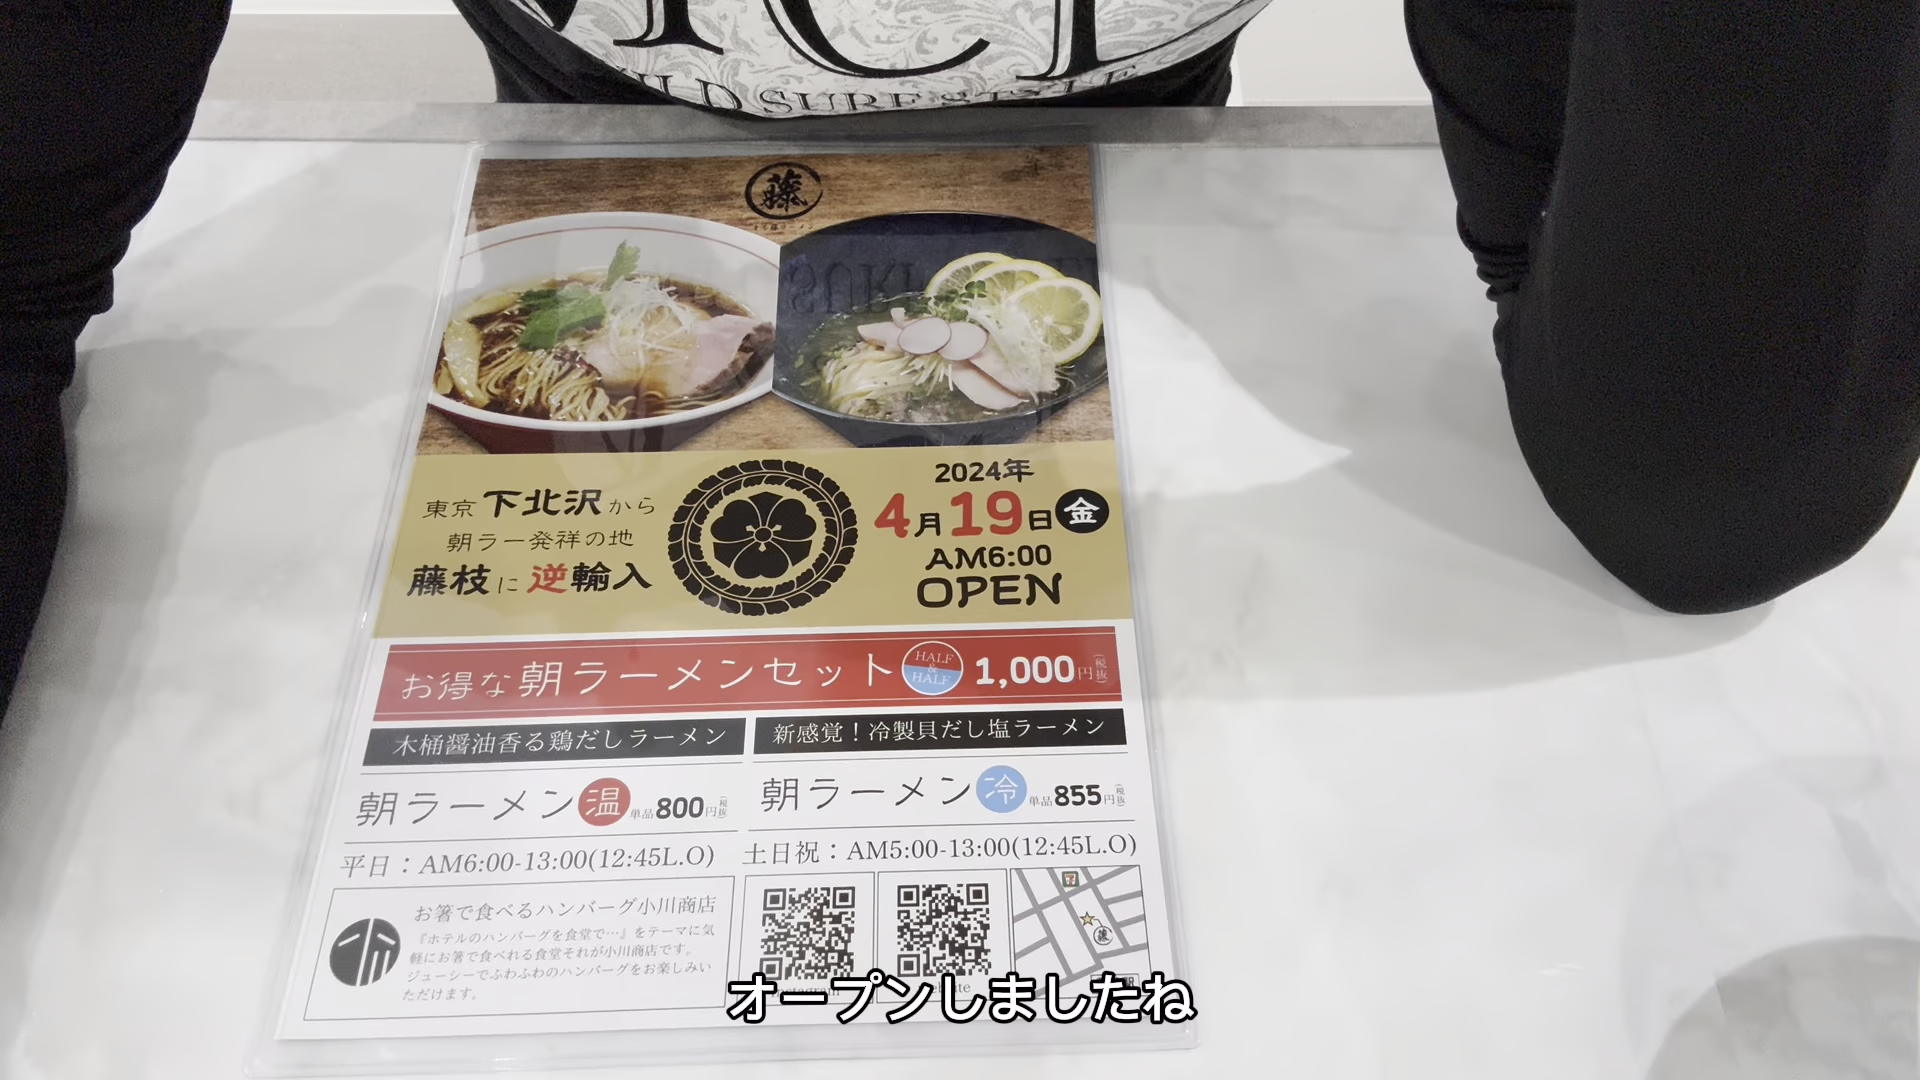 ILD SURF STYLE
藤
東京 下北沢から
朝ラー発祥の地
藤枝に逆輸入
2024年
4月19日金
AM6:00
OPEN
お得な朝ラーメンセット HALF & HALF 1,000円(税抜)
木桶醤油香る鶏だしラーメン
朝ラーメン温 単品800円(税抜)
新感覚!冷製貝だし塩ラーメン
朝ラーメン冷 単品855円(税抜)
平日:AM6:00-13:00(12:45L.O)
土日祝:AM5:00-13:00(12:45L.O)
お箸で食べるハンバーグ小川商店
『ホテルのハンバーグを食堂で…』をテーマに気
軽にお箸で食べれる食堂それが小川商店です。
ジューシーでふわふわのハンバーグをお楽しみい
ただけます。
藤
オープンしましたね